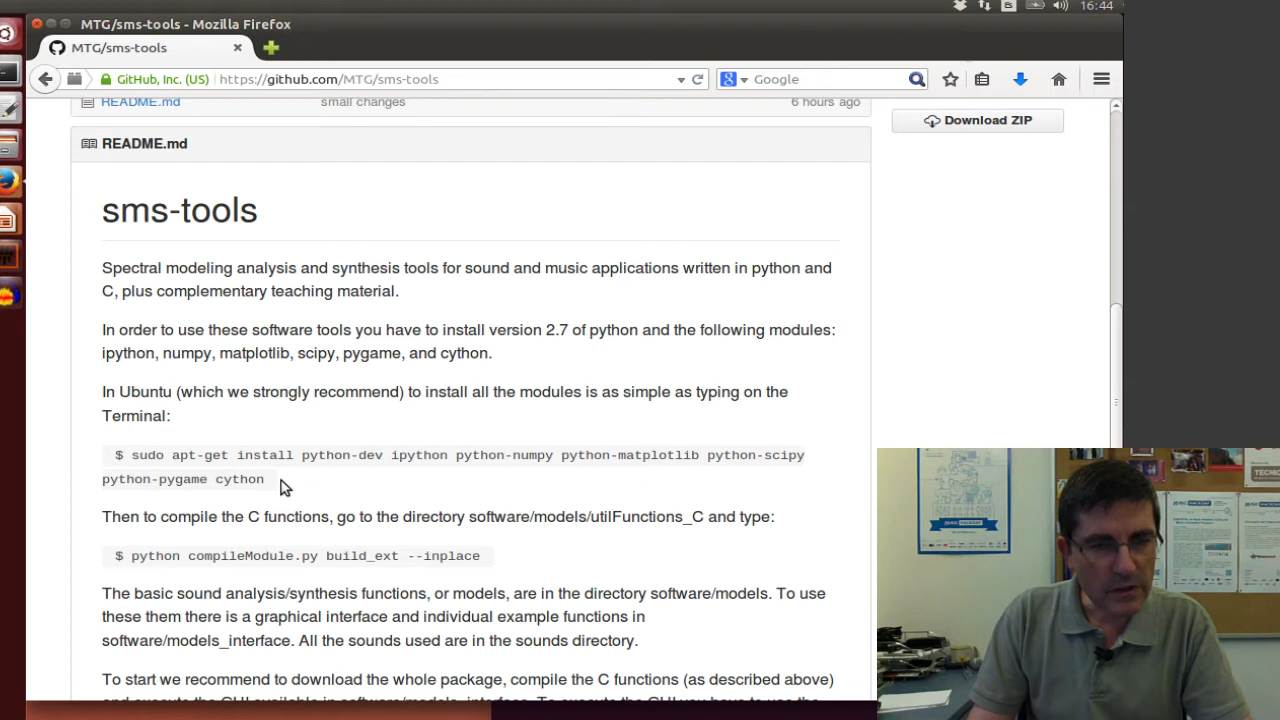 16:44
MTG/sms-tools - Mozilla Firefox
MTG/sms-tools
GitHub, Inc. (US) https://github.com/MTG/sms-tools
Google
README.md small changes 6 hours ago
Download ZIP
README.md
sms-tools
Spectral modeling analysis and synthesis tools for sound and music applications written in python and
C, plus complementary teaching material.
In order to use these software tools you have to install version 2.7 of python and the following modules:
ipython, numpy, matplotlib, scipy, pygame, and cython.
In Ubuntu (which we strongly recommend) to install all the modules is as simple as typing on the
Terminal:
$ sudo apt-get install python-dev ipython python-numpy python-matplotlib python-scipy
python-pygame cython
Then to compile the C functions, go to the directory software/models/utilFunctions_C and type:
$ python compileModule.py build_ext --inplace
The basic sound analysis/synthesis functions, or models, are in the directory software/models. To use
these them there is a graphical interface and individual example functions in
software/models_interface. All the sounds used are in the sounds directory.
To start we recommend to download the whole package, compile the C functions (as described above)